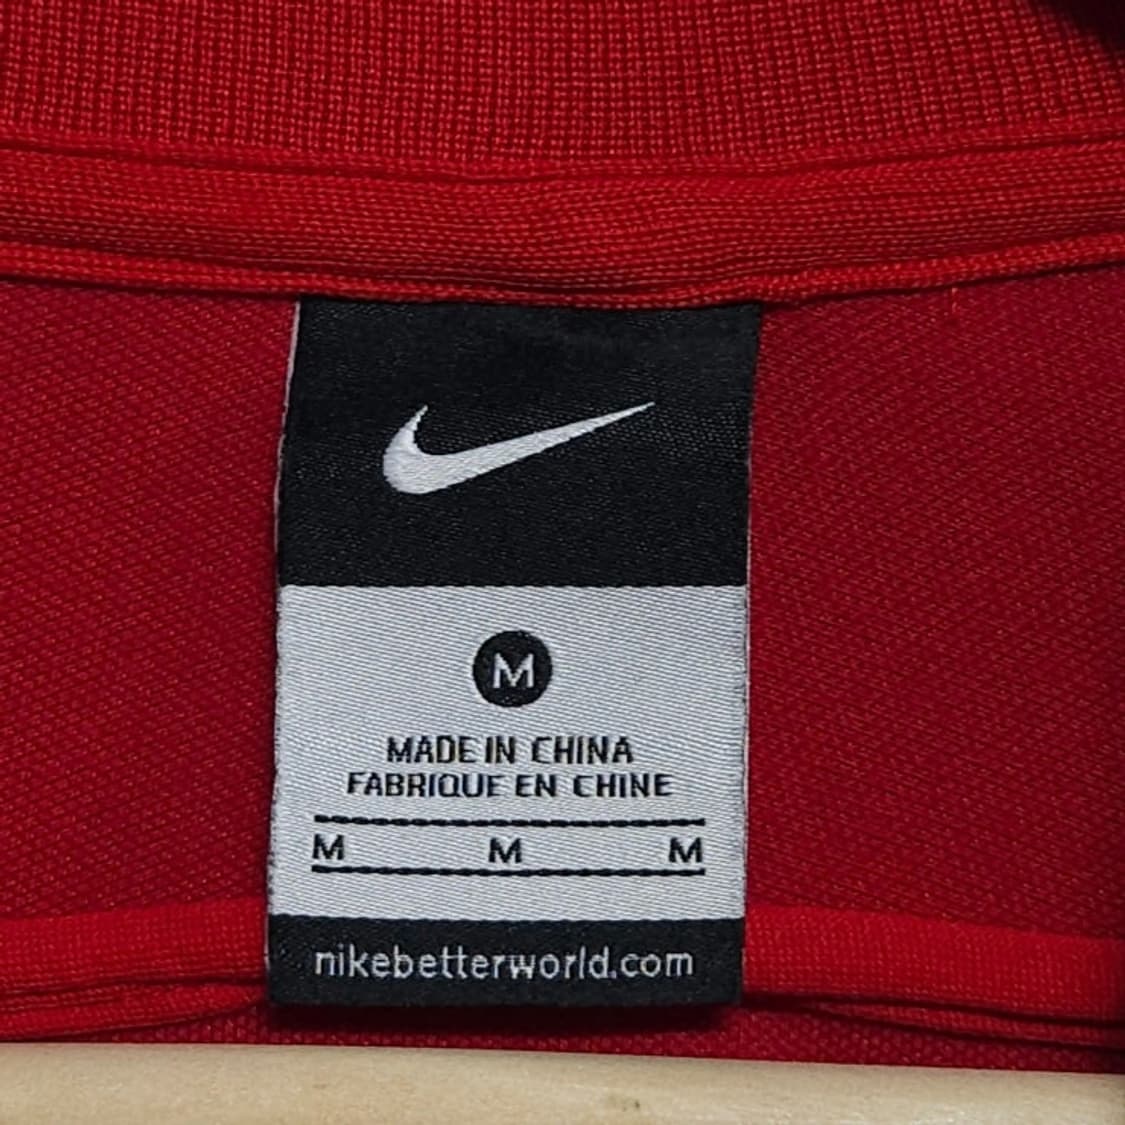 M
MADE IN CHINA
FABRIQUE EN CHINE
M M M
nikebetterworld.com